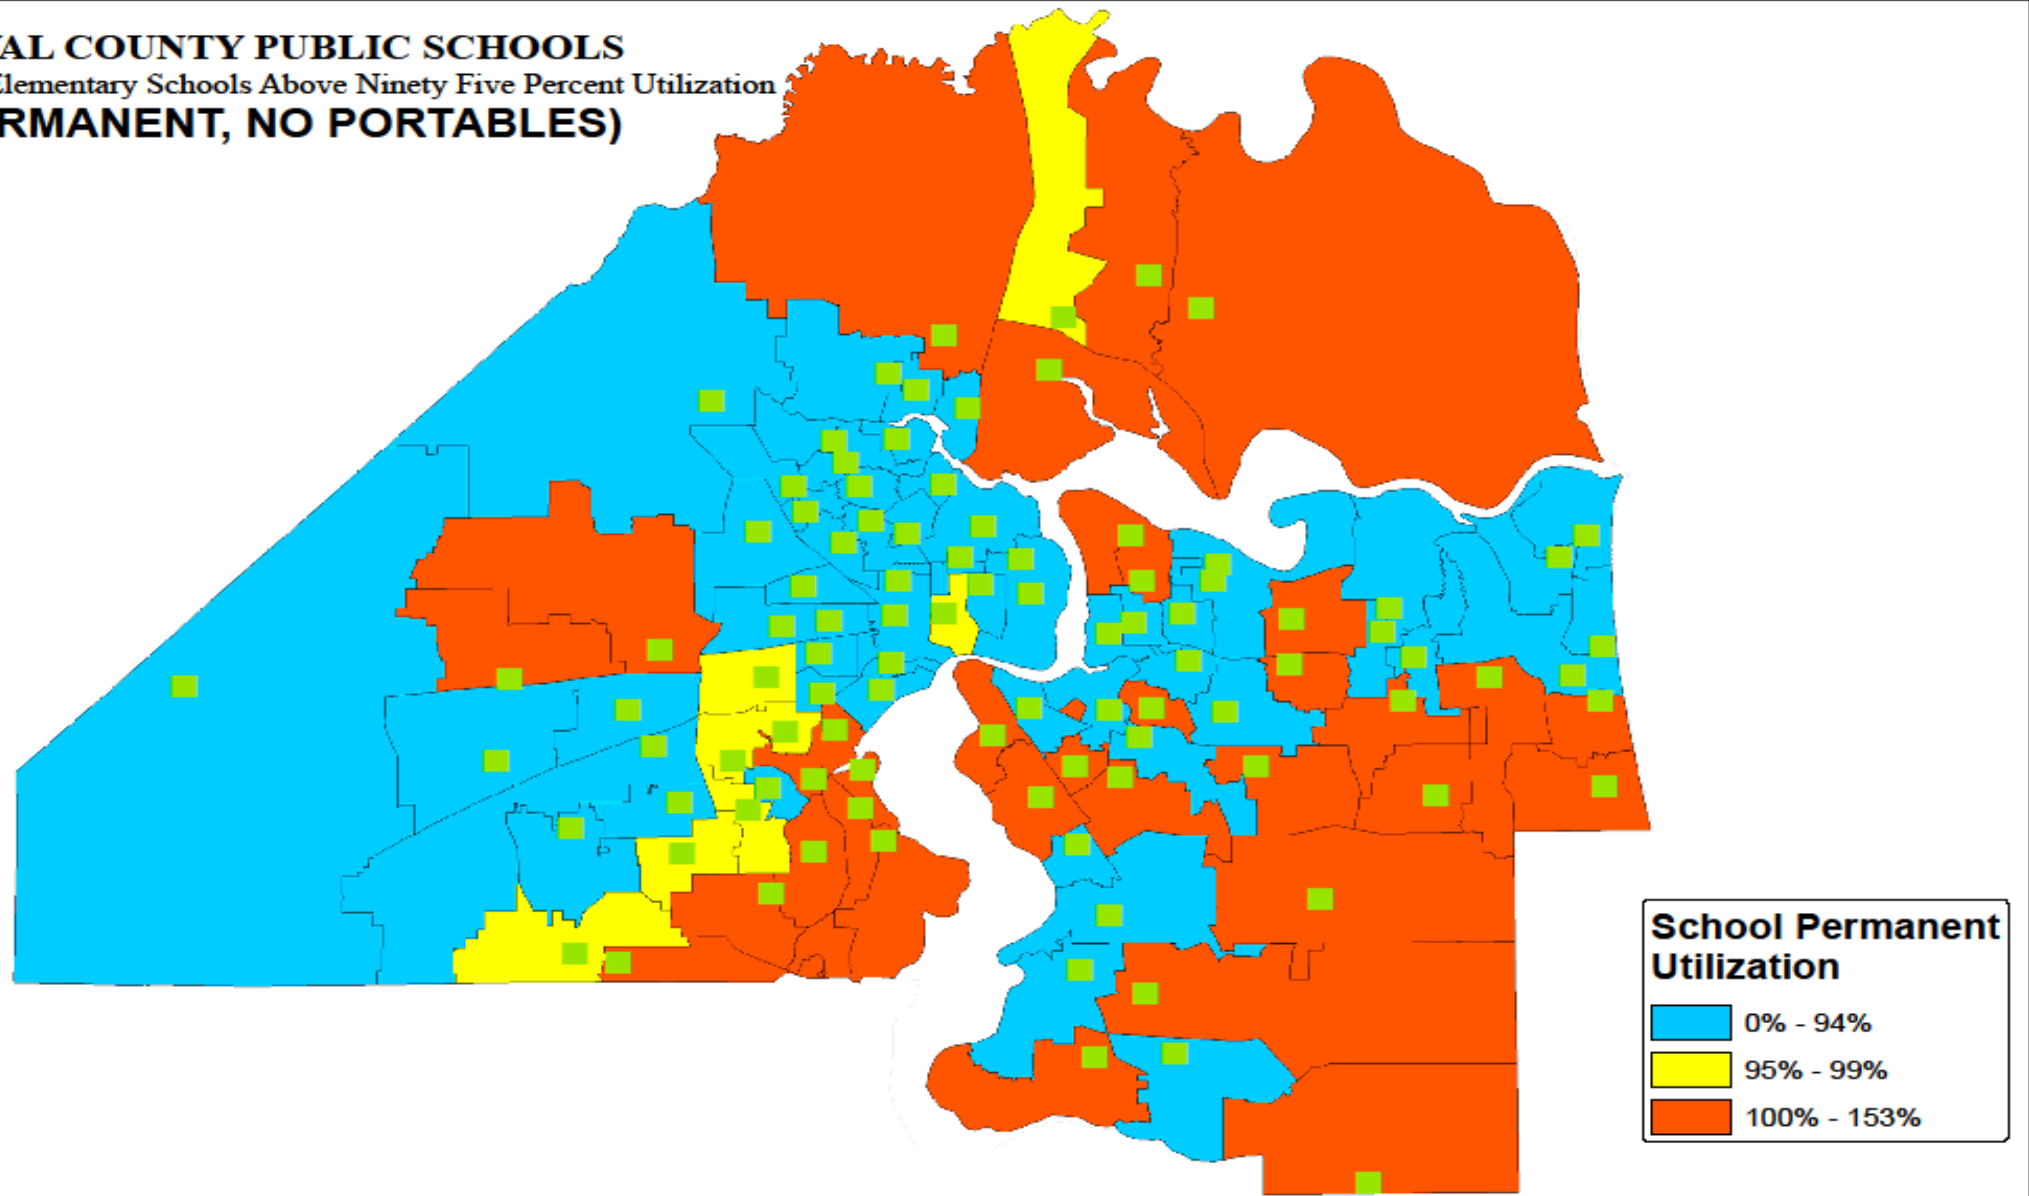 VAL COUNTY PUBLIC SCHOOLS
Elementary Schools Above Ninety Five Percent Utilization
RMANENT, NO PORTABLES)
School Permanent
Utilization
0% - 94%
95% - 99%
100% - 153%